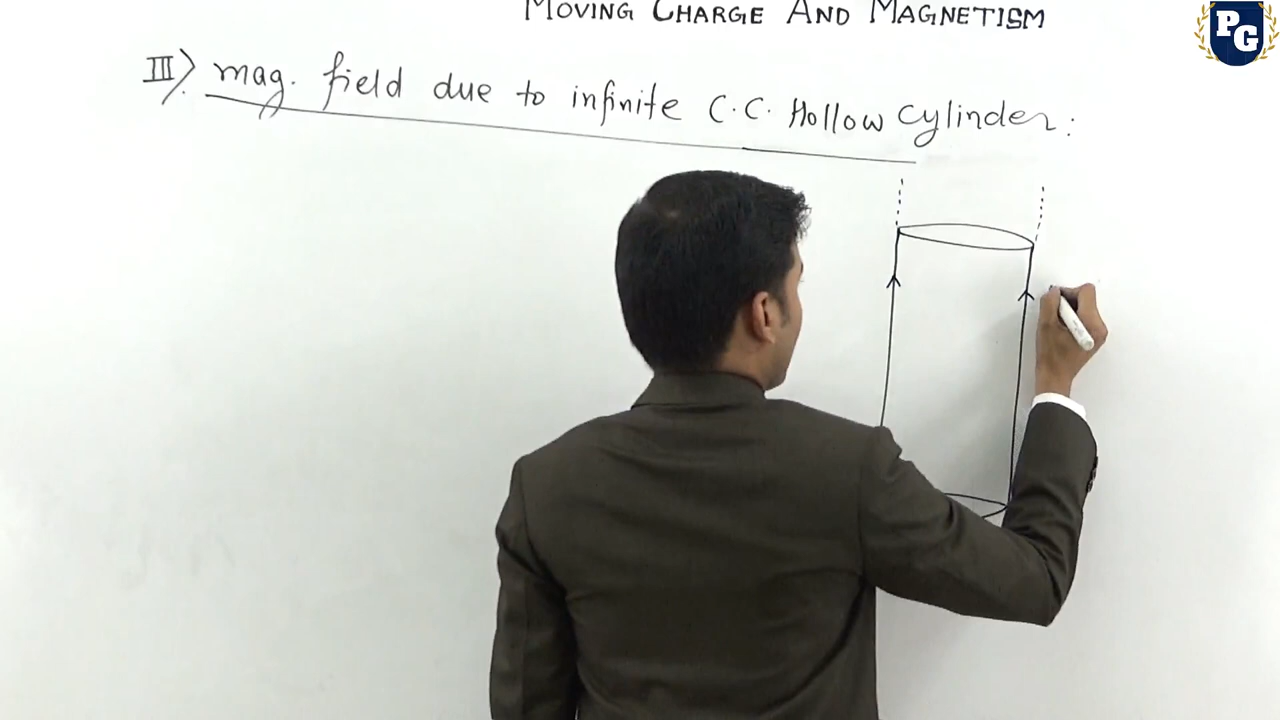 MOVING CHARGE AND MAGNETISM
PG
III) mag. field due to infinite C.C. Hollow cylinder: